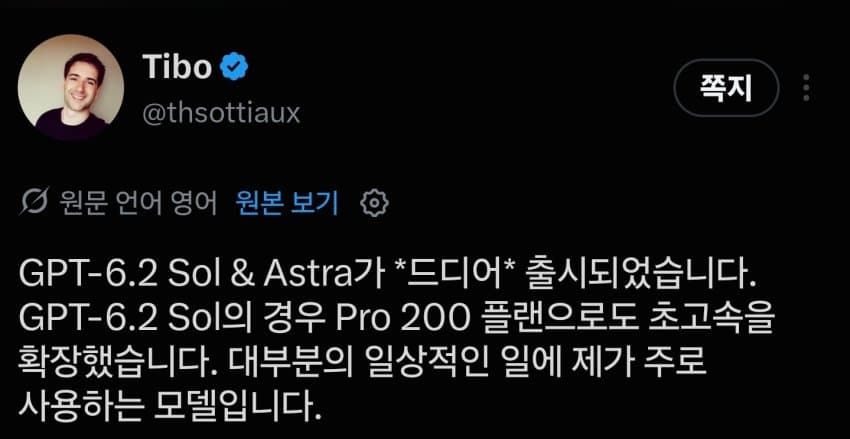 Tibo
@thsottiaux
쪽지
원문 언어 영어 원본 보기
GPT-6.2 Sol & Astra가 *드디어* 출시되었습니다.
GPT-6.2 Sol의 경우 Pro 200 플랜으로도 초고속을
확장했습니다. 대부분의 일상적인 일에 제가 주로
사용하는 모델입니다.